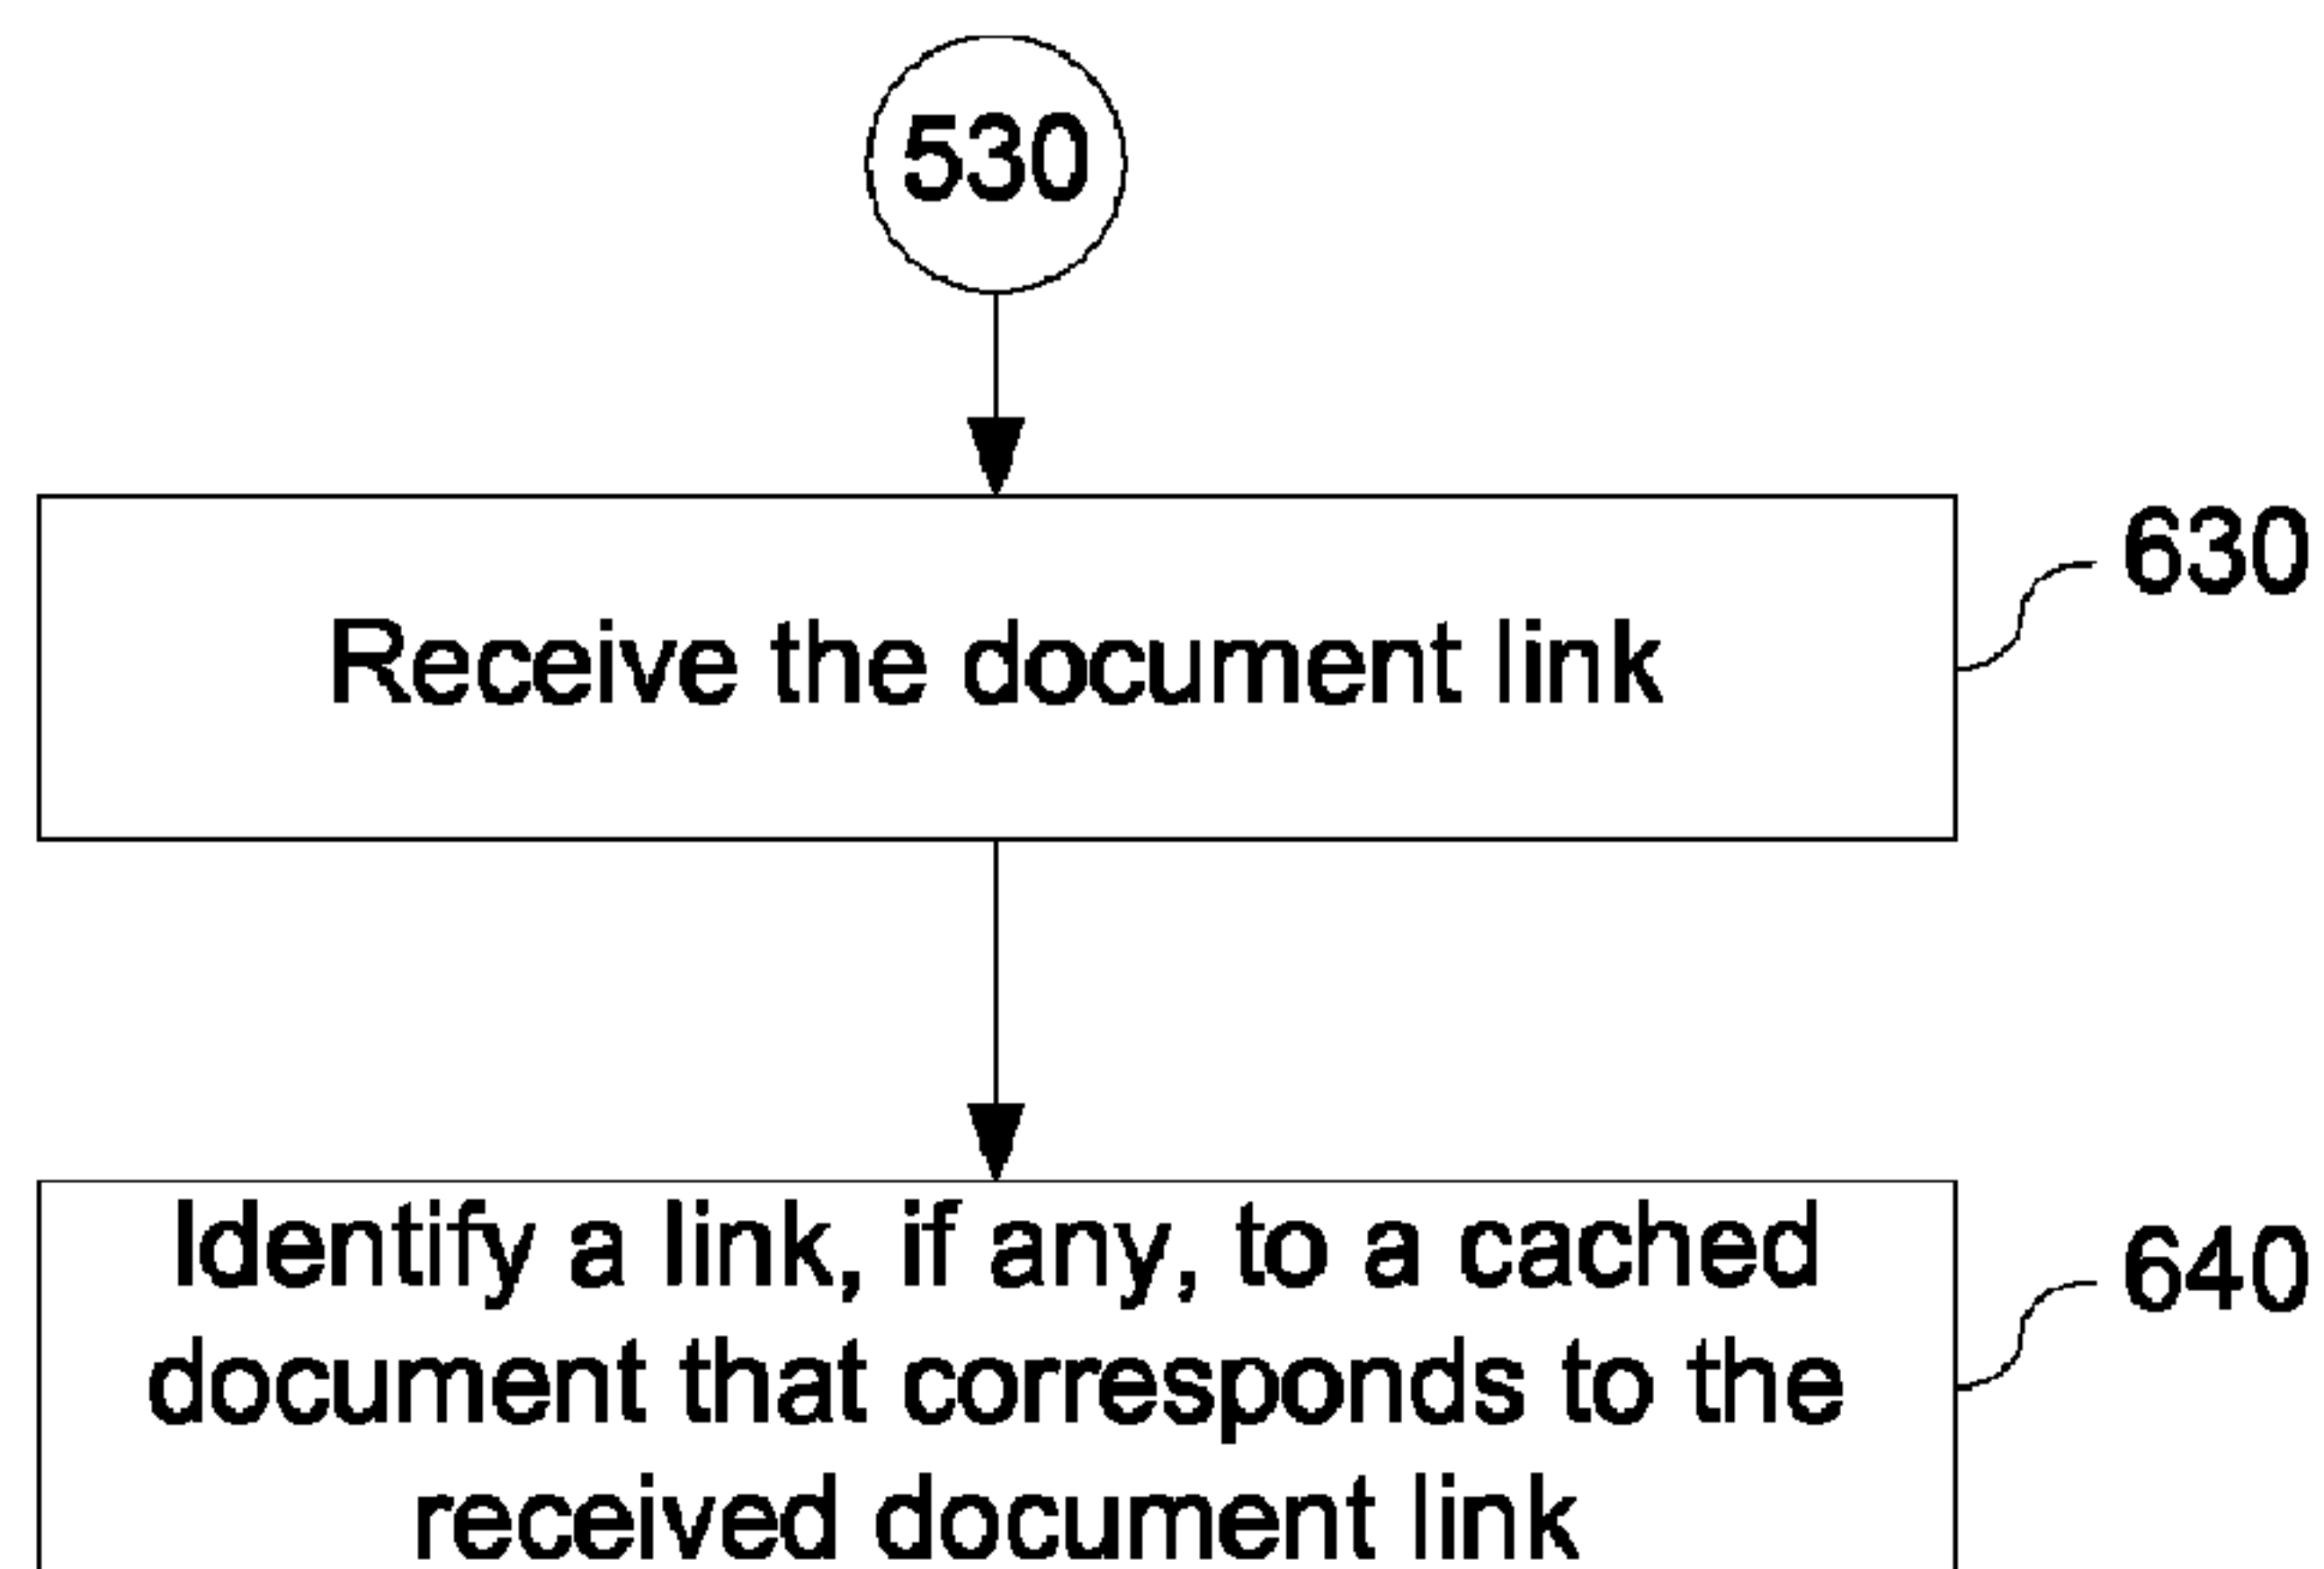 530
630
Receive the document link
Identify a link, if any, to a cached
640
document that corresponds to the
received document link